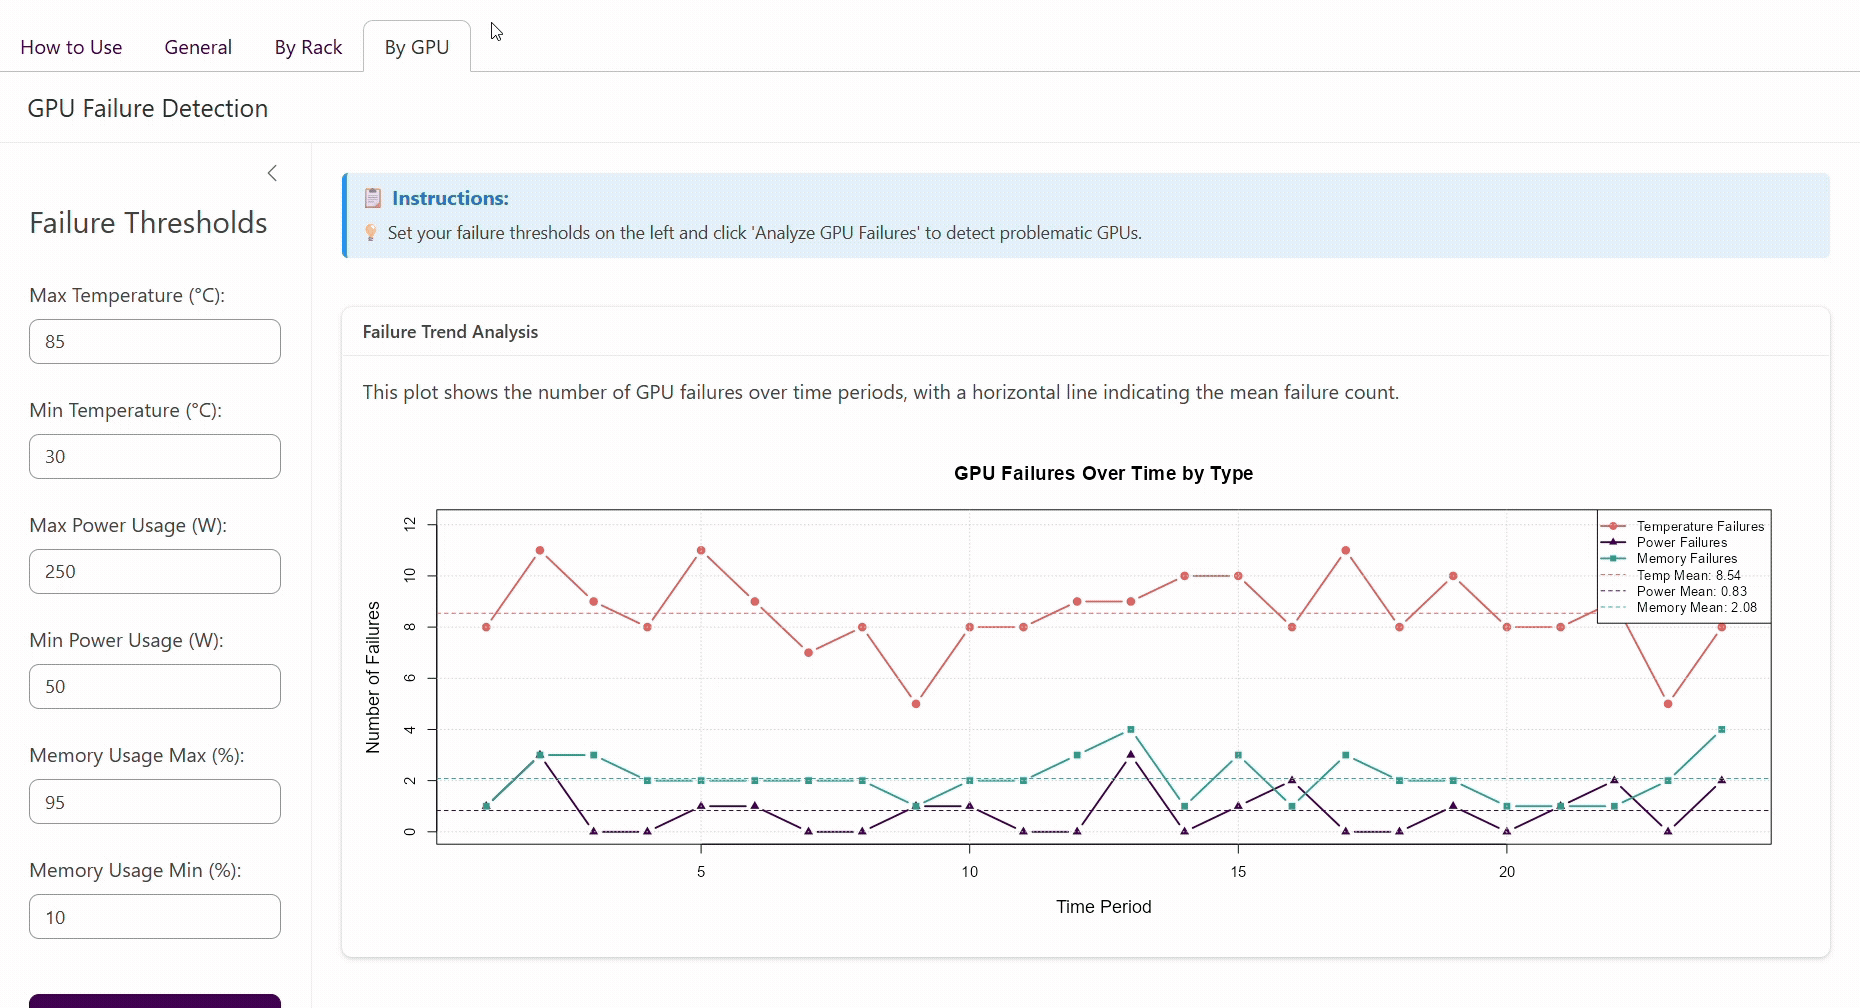 How to Use
General
By Rack
By GPU
GPU Failure Detection
Failure Thresholds
Max Temperature (°C):
85
Min Temperature (°C):
30
Max Power Usage (W):
250
Min Power Usage (W):
50
Memory Usage Max (%):
95
Memory Usage Min (%):
10
Instructions:
Set your failure thresholds on the left and click 'Analyze GPU Failures' to detect problematic GPUs.
Failure Trend Analysis
This plot shows the number of GPU failures over time periods, with a horizontal line indicating the mean failure count.
GPU Failures Over Time by Type
Number of Failures
12
10
8
6
4
2
0
Temperature Failures
Power Failures
Memory Failures
Temp Mean: 8.54
Power Mean: 0.83
Memory Mean: 2.08
5
10
15
20
Time Period